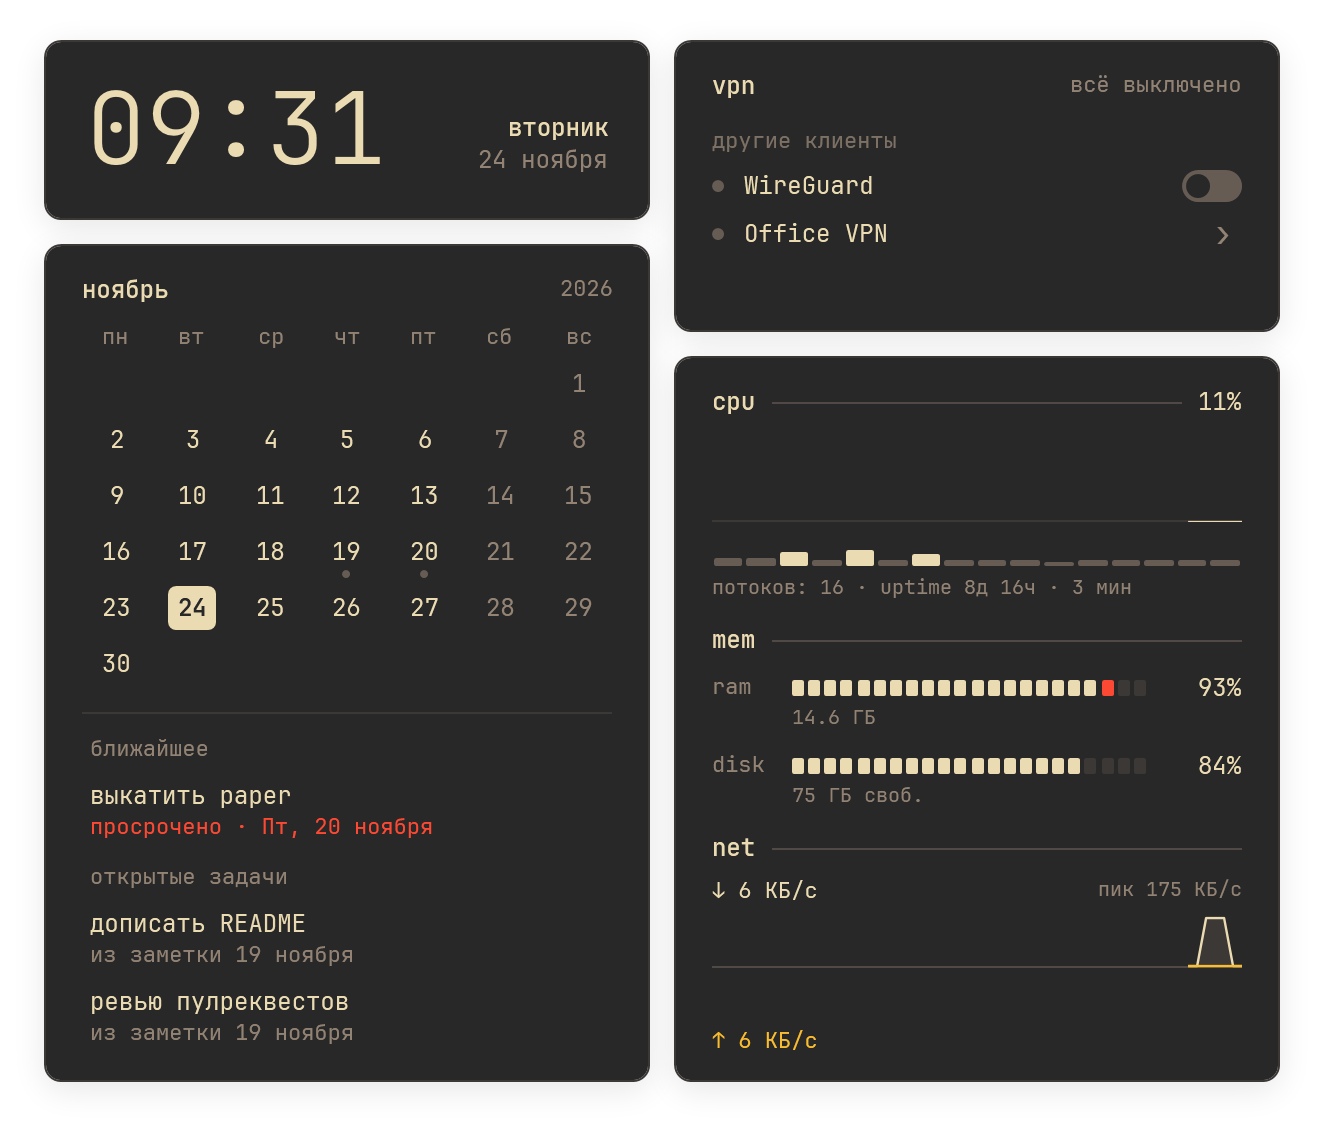 09:31
вторник
24 ноября
ноябрь 2026
пн вт ср чт пт сб вс
1
2 3 4 5 6 7 8
9 10 11 12 13 14 15
16 17 18 19 20 21 22
23 24 25 26 27 28 29
30
ближайшее
выкатить paper
просрочено · Пт, 20 ноября
открытые задачи
дописать README
из заметки 19 ноября
ревью пулреквестов
из заметки 19 ноября
vpn всё выключено
другие клиенты
WireGuard
Office VPN
cpu 11%
потоков: 16 · uptime 8д 16ч · 3 мин
mem
ram 93%
14.6 ГБ
disk 84%
75 ГБ своб.
net
↓ 6 КБ/с пик 175 КБ/с
↑ 6 КБ/с